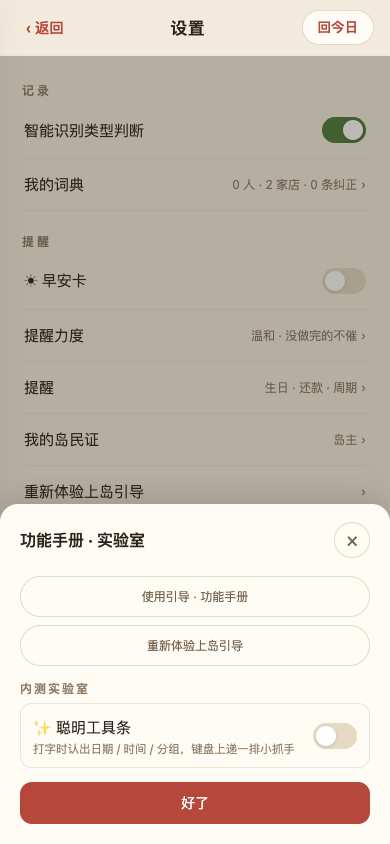 ‹ 返回
设置
回今日
记录
智能识别类型判断
我的词典
0 人 · 2 家店 · 0 条纠正 ›
提醒
☀ 早安卡
提醒力度
温和 · 没做完的不催 ›
提醒
生日 · 还款 · 周期 ›
我的岛民证
岛主 ›
重新体验上岛引导 ›
功能手册 · 实验室
×
使用引导 · 功能手册
重新体验上岛引导
内测实验室
✨ 聪明工具条
打字时认出日期 / 时间 / 分组，键盘上递一排小抓手
好了